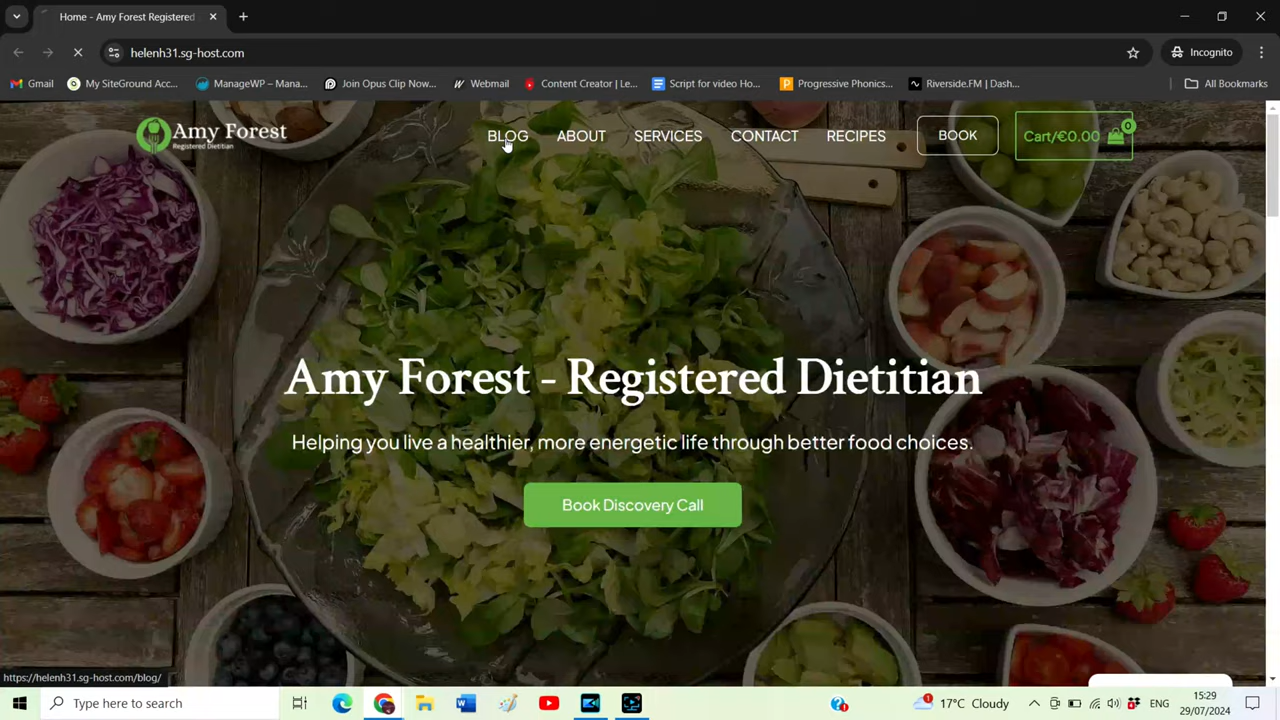 Home - Amy Forest Registered
helenh31.sg-host.com
Incognito
Gmail
My SiteGround Acc...
ManageWP – Mana...
Join Opus Clip Now...
Webmail
Content Creator | Le...
Script for video Ho...
Progressive Phonics...
Riverside.FM | Dash...
All Bookmarks
Amy Forest
Registered Dietitian
BLOG
ABOUT
SERVICES
CONTACT
RECIPES
BOOK
Cart/€0.00
0
Amy Forest - Registered Dietitian
Helping you live a healthier, more energetic life through better food choices.
Book Discovery Call
https://helenh31.sg-host.com/blog/
Type here to search
1
17°C Cloudy
ENG
15:29
29/07/2024